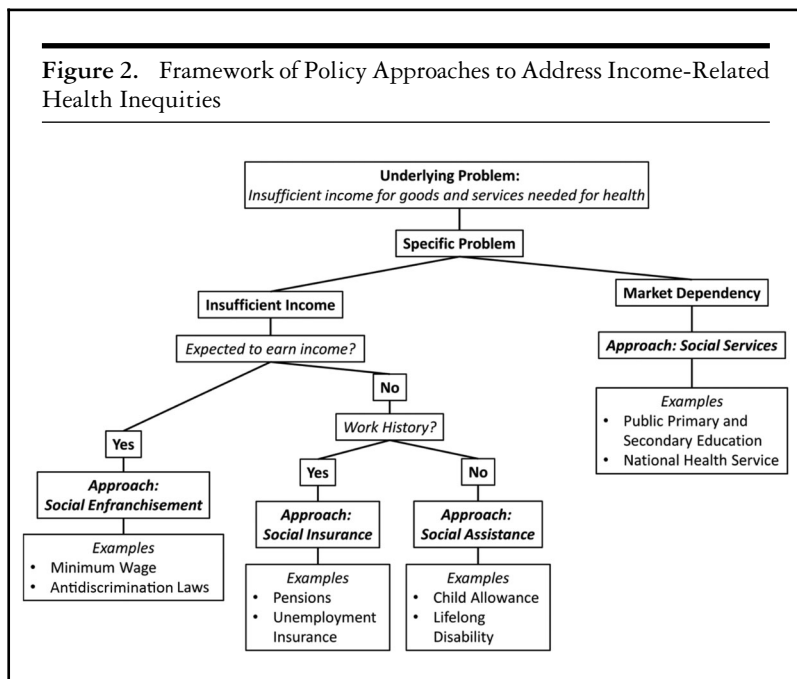 Figure 2. Framework of Policy Approaches to Address Income-Related
Health Inequities
Underlying Problem:
Insufficient income for goods and services needed for health
Specific Problem
Insufficient Income
Market Dependency
Expected to earn income?
Approach: Social Services
No
Examples
• Public Primary and
Secondary Education
• National Health Service
Work History?
Yes
Yes
No
Approach:
Social Enfranchisement
Approach:
Social Insurance
Approach:
Social Assistance
Examples
• Minimum Wage
• Antidiscrimination Laws
Examples
• Pensions
• Unemployment
Insurance
Examples
• Child Allowance
• Lifelong
Disability